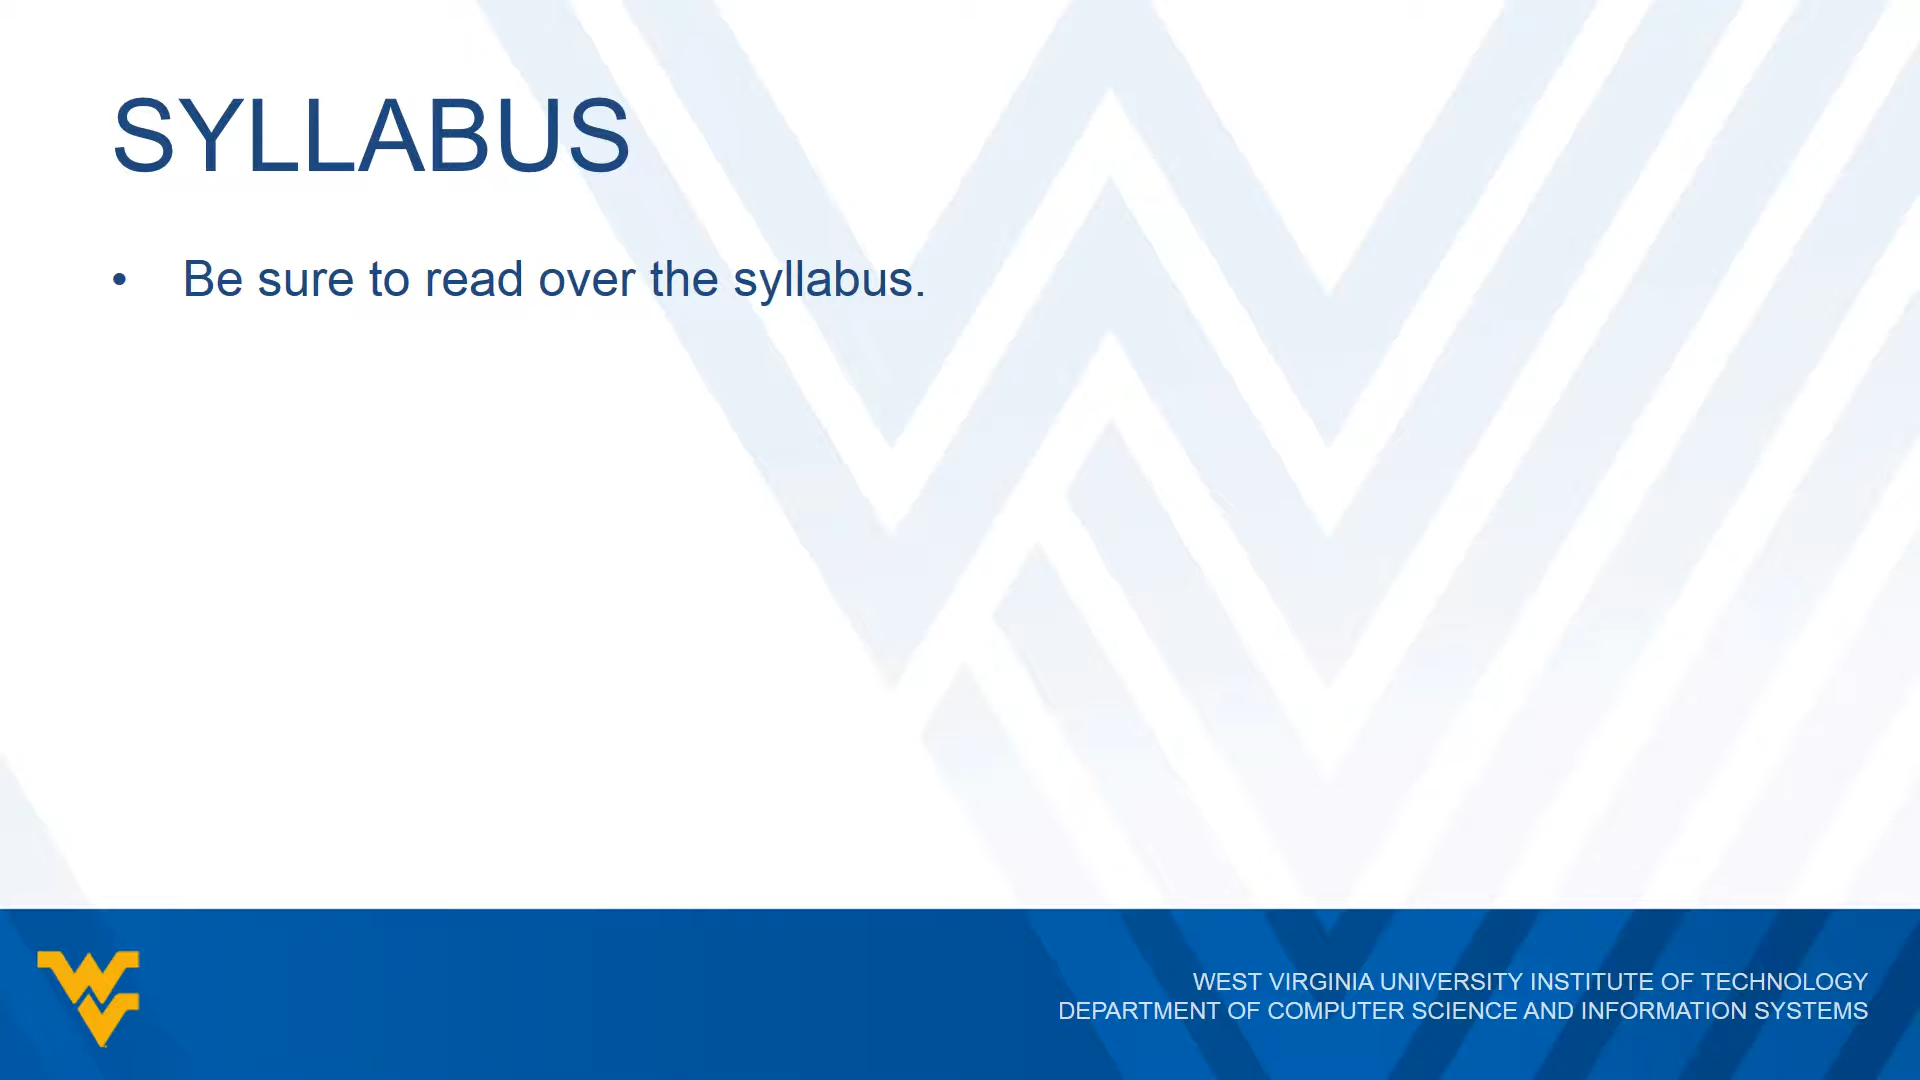 SYLLABUS
• Be sure to read over the syllabus.
WEST VIRGINIA UNIVERSITY INSTITUTE OF TECHNOLOGY
DEPARTMENT OF COMPUTER SCIENCE AND INFORMATION SYSTEMS